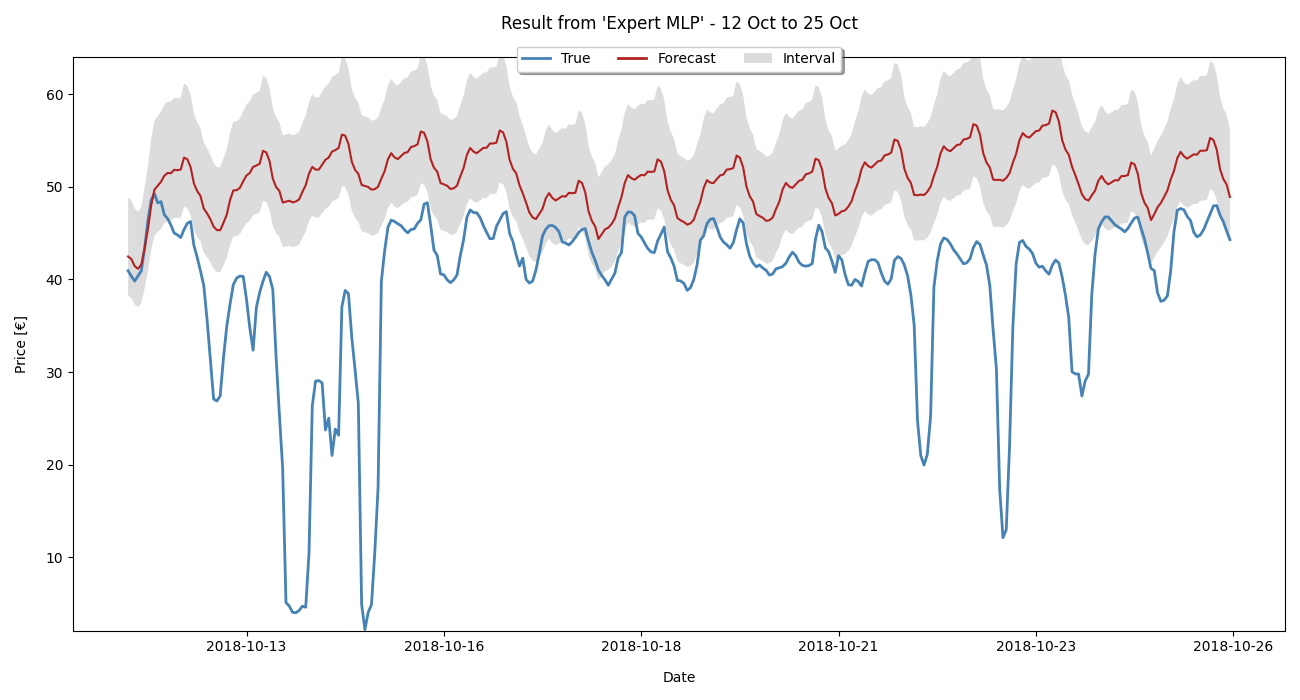 Result from 'Expert MLP' - 12 Oct to 25 Oct
True Forecast Interval
60
50
40
30
20
10
Price [€]
2018-10-13 2018-10-16 2018-10-18 2018-10-21 2018-10-23 2018-10-26
Date